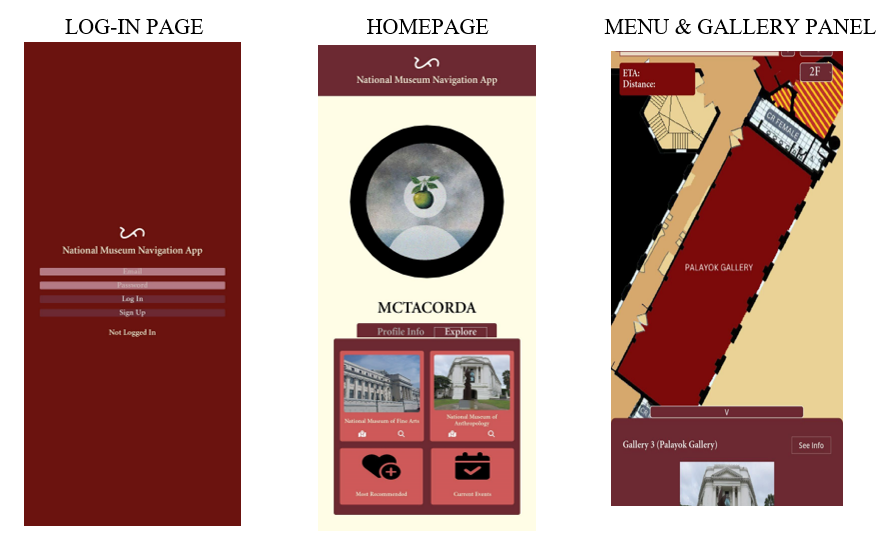 LOG-IN PAGE
HOMEPAGE
MENU & GALLERY PANEL
National Museum Navigation App
Email
Password
Log In
Sign Up
Not Logged In
National Museum Navigation App
MCTACORDA
Profile Info
Explore
National Museum of Fine Arts
National Museum of
Anthropology
Most Recommended
Current Events
ETA:
Distance:
2F
CR FEMALE
PALAYOK GALLERY
V
Gallery 3 (Palayok Gallery)
See Info